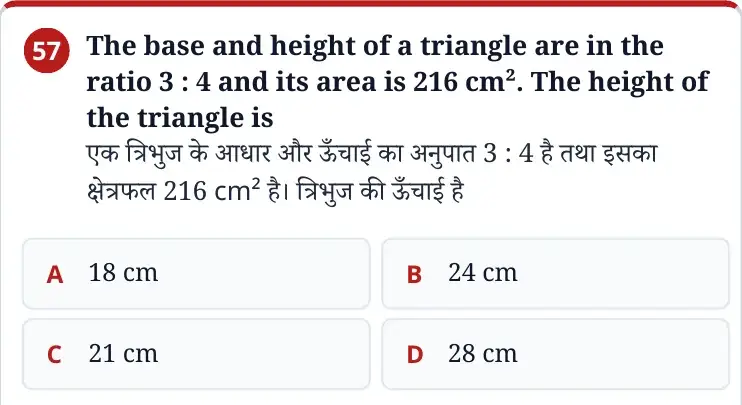 57 The base and height of a triangle are in the
ratio 3 : 4 and its area is 216 cm². The height of
the triangle is
एक त्रिभुज के आधार और ऊँचाई का अनुपात 3 : 4 है तथा इसका
क्षेत्रफल 216 cm² है। त्रिभुज की ऊँचाई है
A 18 cm
B 24 cm
C 21 cm
D 28 cm